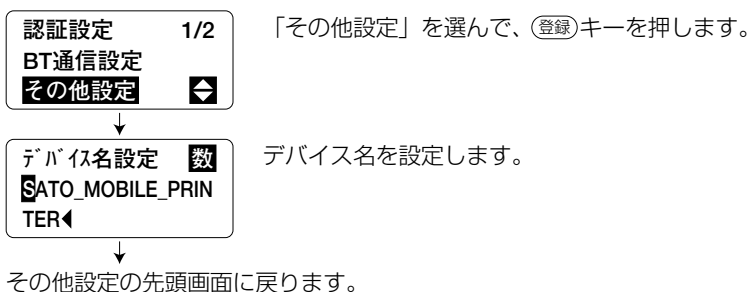 認証設定 1/2
BT通信設定
その他設定
「その他設定」を選んで、登録キーを押します。
ﾃﾞﾊﾞｲｽ名設定 数
SATO_MOBILE_PRIN
TER
デバイス名を設定します。
その他設定の先頭画面に戻ります。